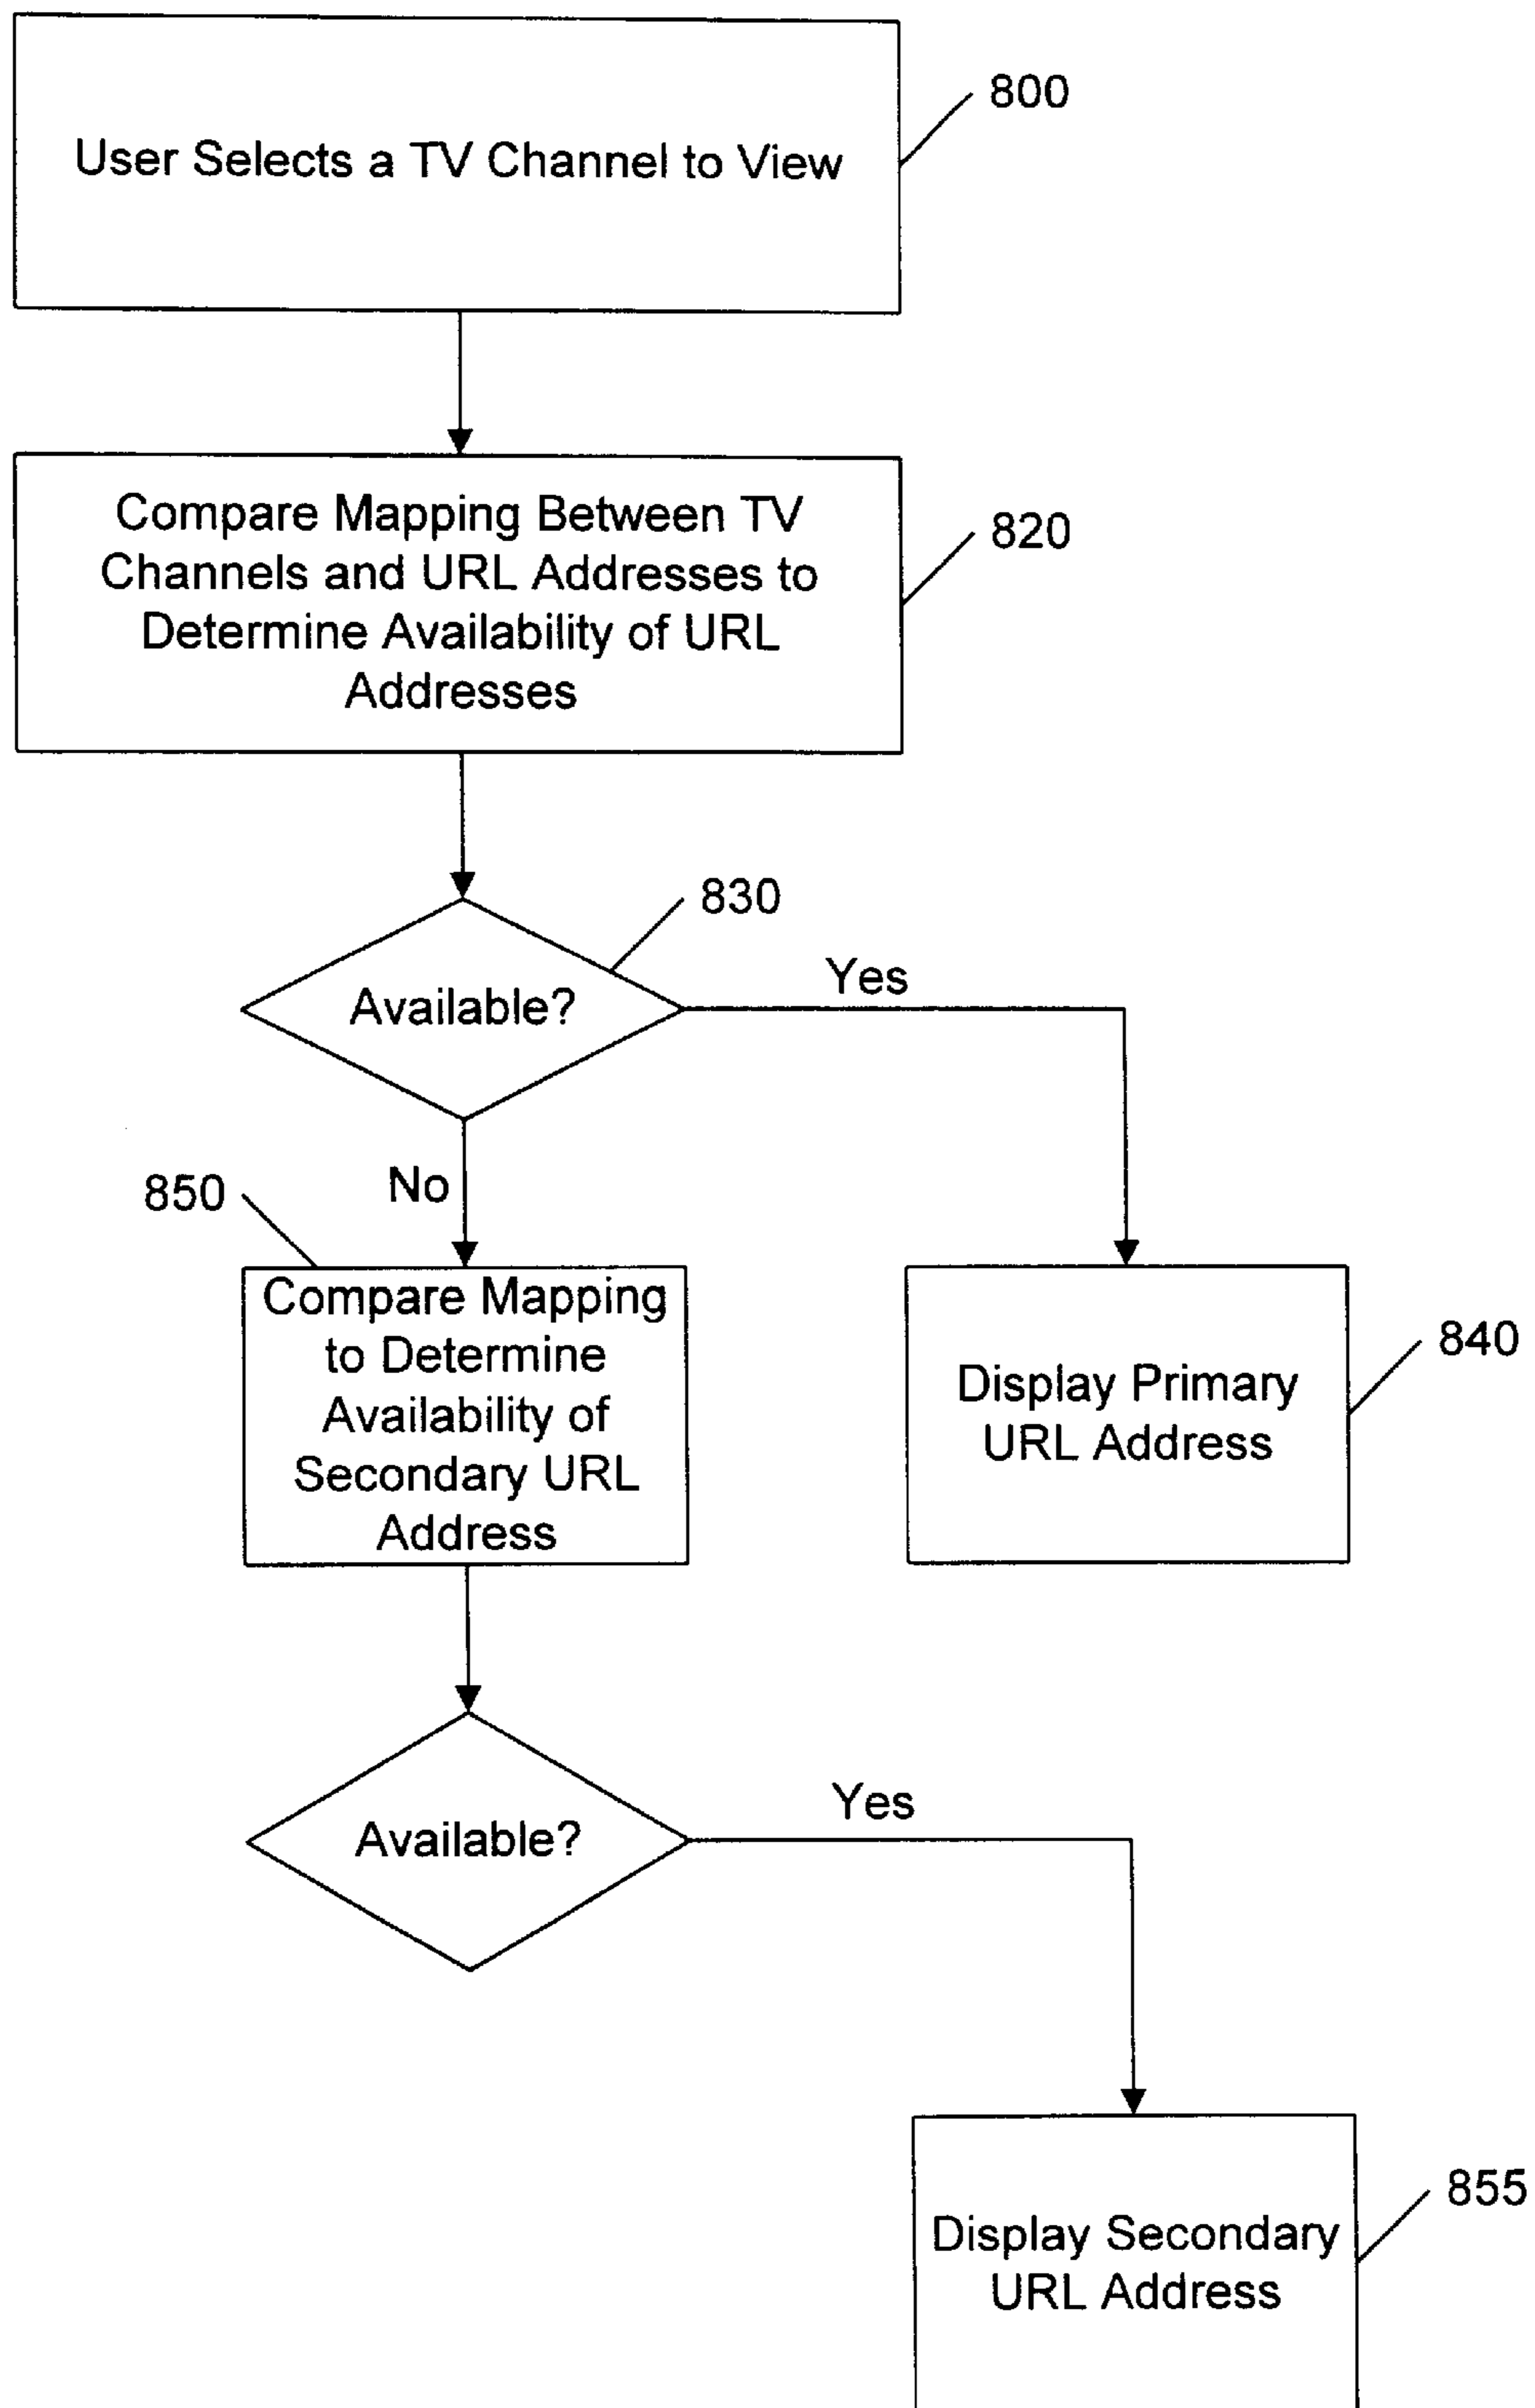 User Selects a TV Channel to View
800
Compare Mapping Between TV
Channels and URL Addresses to
Determine Availability of URL
Addresses
820
830
Available?
Yes
No
850
Compare Mapping
to Determine
Availability of
Secondary URL
Address
Display Primary
URL Address
840
Available?
Yes
Display Secondary
URL Address
855